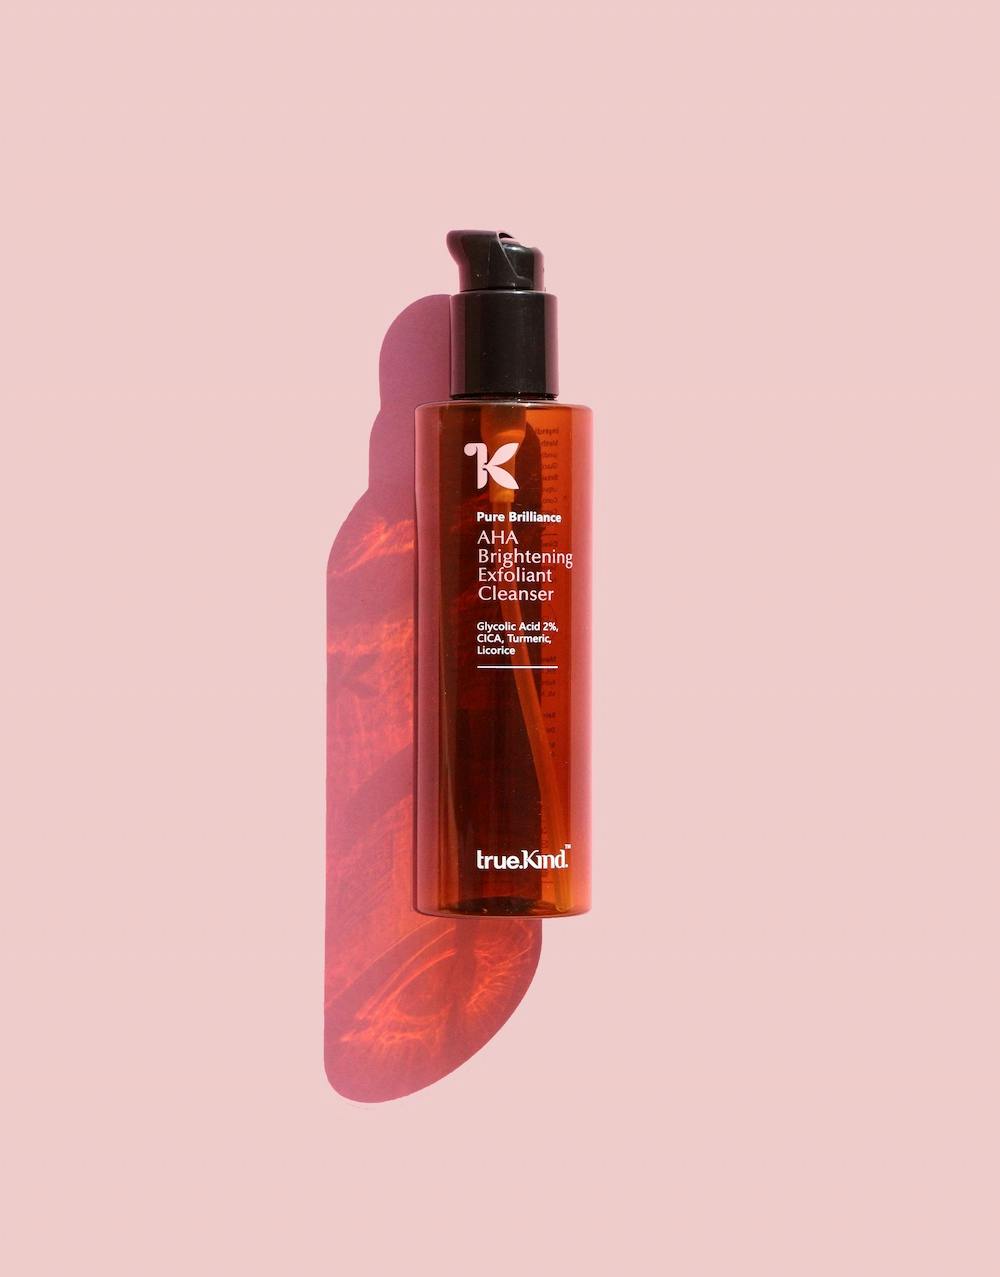 K
Pure Brilliance
AHA
Brightening
Exfoliant
Cleanser
Glycolic Acid 2%,
CICA, Turmeric,
Licorice
true.Kind.™